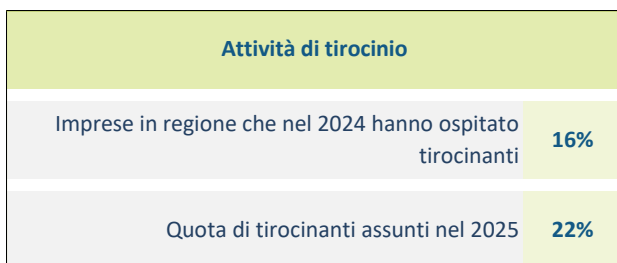 Attività di tirocinio
Imprese in regione che nel 2024 hanno ospitato
tirocinanti
16%
Quota di tirocinanti assunti nel 2025
22%